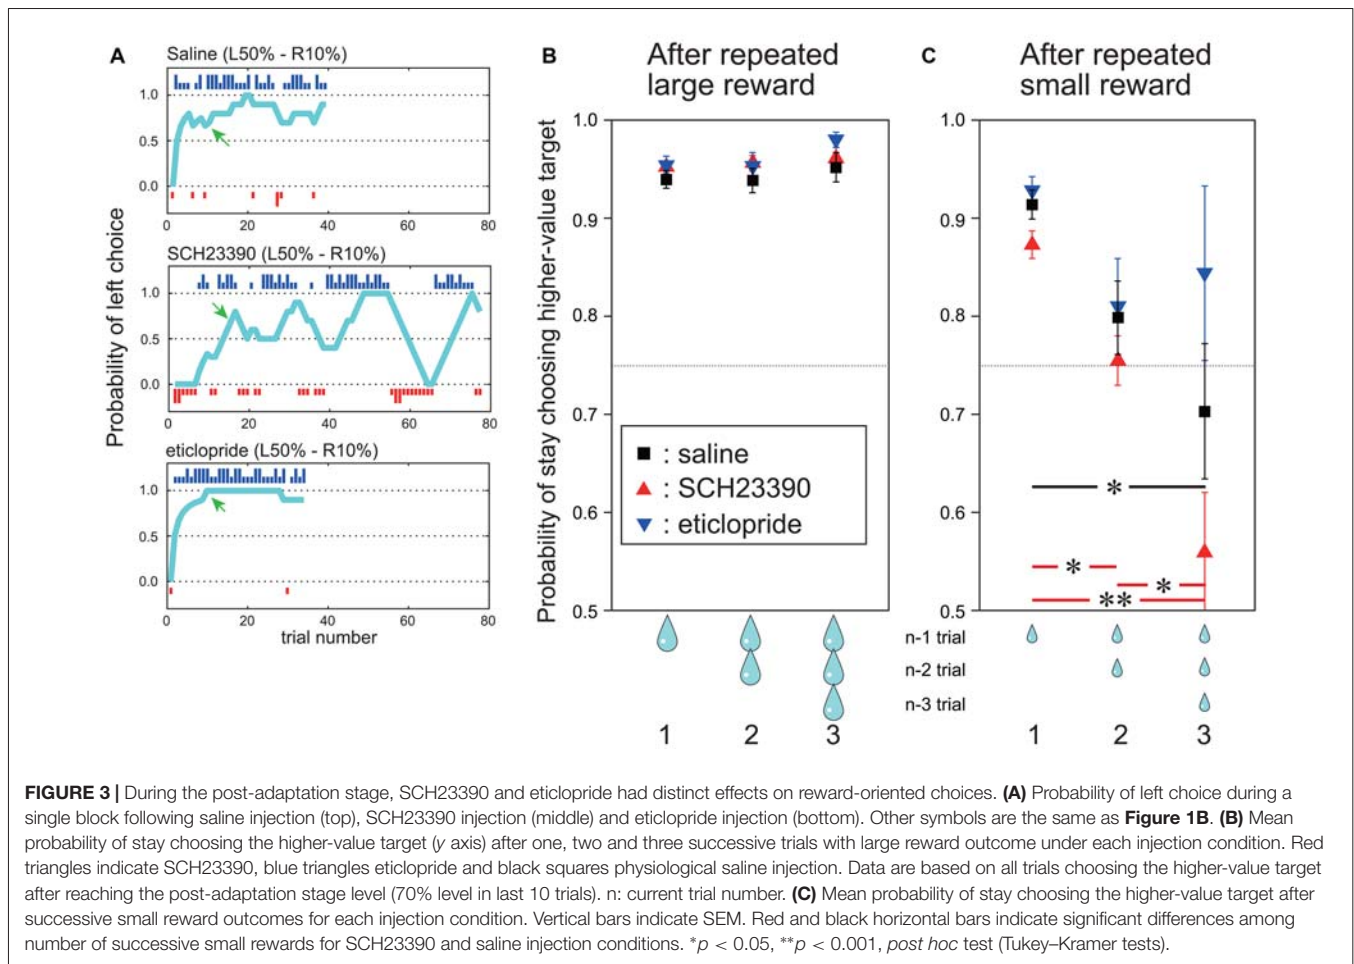 A
Saline (L50% - R10%)
1.0
0.5
0.0
0 20 40 60 80
SCH23390 (L50% - R10%)
1.0
0.5
0.0
0 20 40 60 80
eticlopride (L50% - R10%)
1.0
0.5
0.0
0 20 40 60 80
trial number
Probability of left choice
B
After repeated
large reward
Probability of stay choosing higher-value target
1.0
0.9
0.8
0.7
0.6
0.5
: saline
: SCH23390
: eticlopride
1 2 3
C
After repeated
small reward
1.0
0.9
0.8
0.7
0.6
0.5
*
*
*
**
n-1 trial
n-2 trial
n-3 trial
1 2 3
FIGURE 3 | During the post-adaptation stage, SCH23390 and eticlopride had distinct effects on reward-oriented choices. (A) Probability of left choice during a
single block following saline injection (top), SCH23390 injection (middle) and eticlopride injection (bottom). Other symbols are the same as Figure 1B. (B) Mean
probability of stay choosing the higher-value target (y axis) after one, two and three successive trials with large reward outcome under each injection condition. Red
triangles indicate SCH23390, blue triangles eticlopride and black squares physiological saline injection. Data are based on all trials choosing the higher-value target
after reaching the post-adaptation stage level (70% level in last 10 trials). n: current trial number. (C) Mean probability of stay choosing the higher-value target after
successive small reward outcomes for each injection condition. Vertical bars indicate SEM. Red and black horizontal bars indicate significant differences among
number of successive small rewards for SCH23390 and saline injection conditions. *p < 0.05, **p < 0.001, post hoc test (Tukey–Kramer tests).